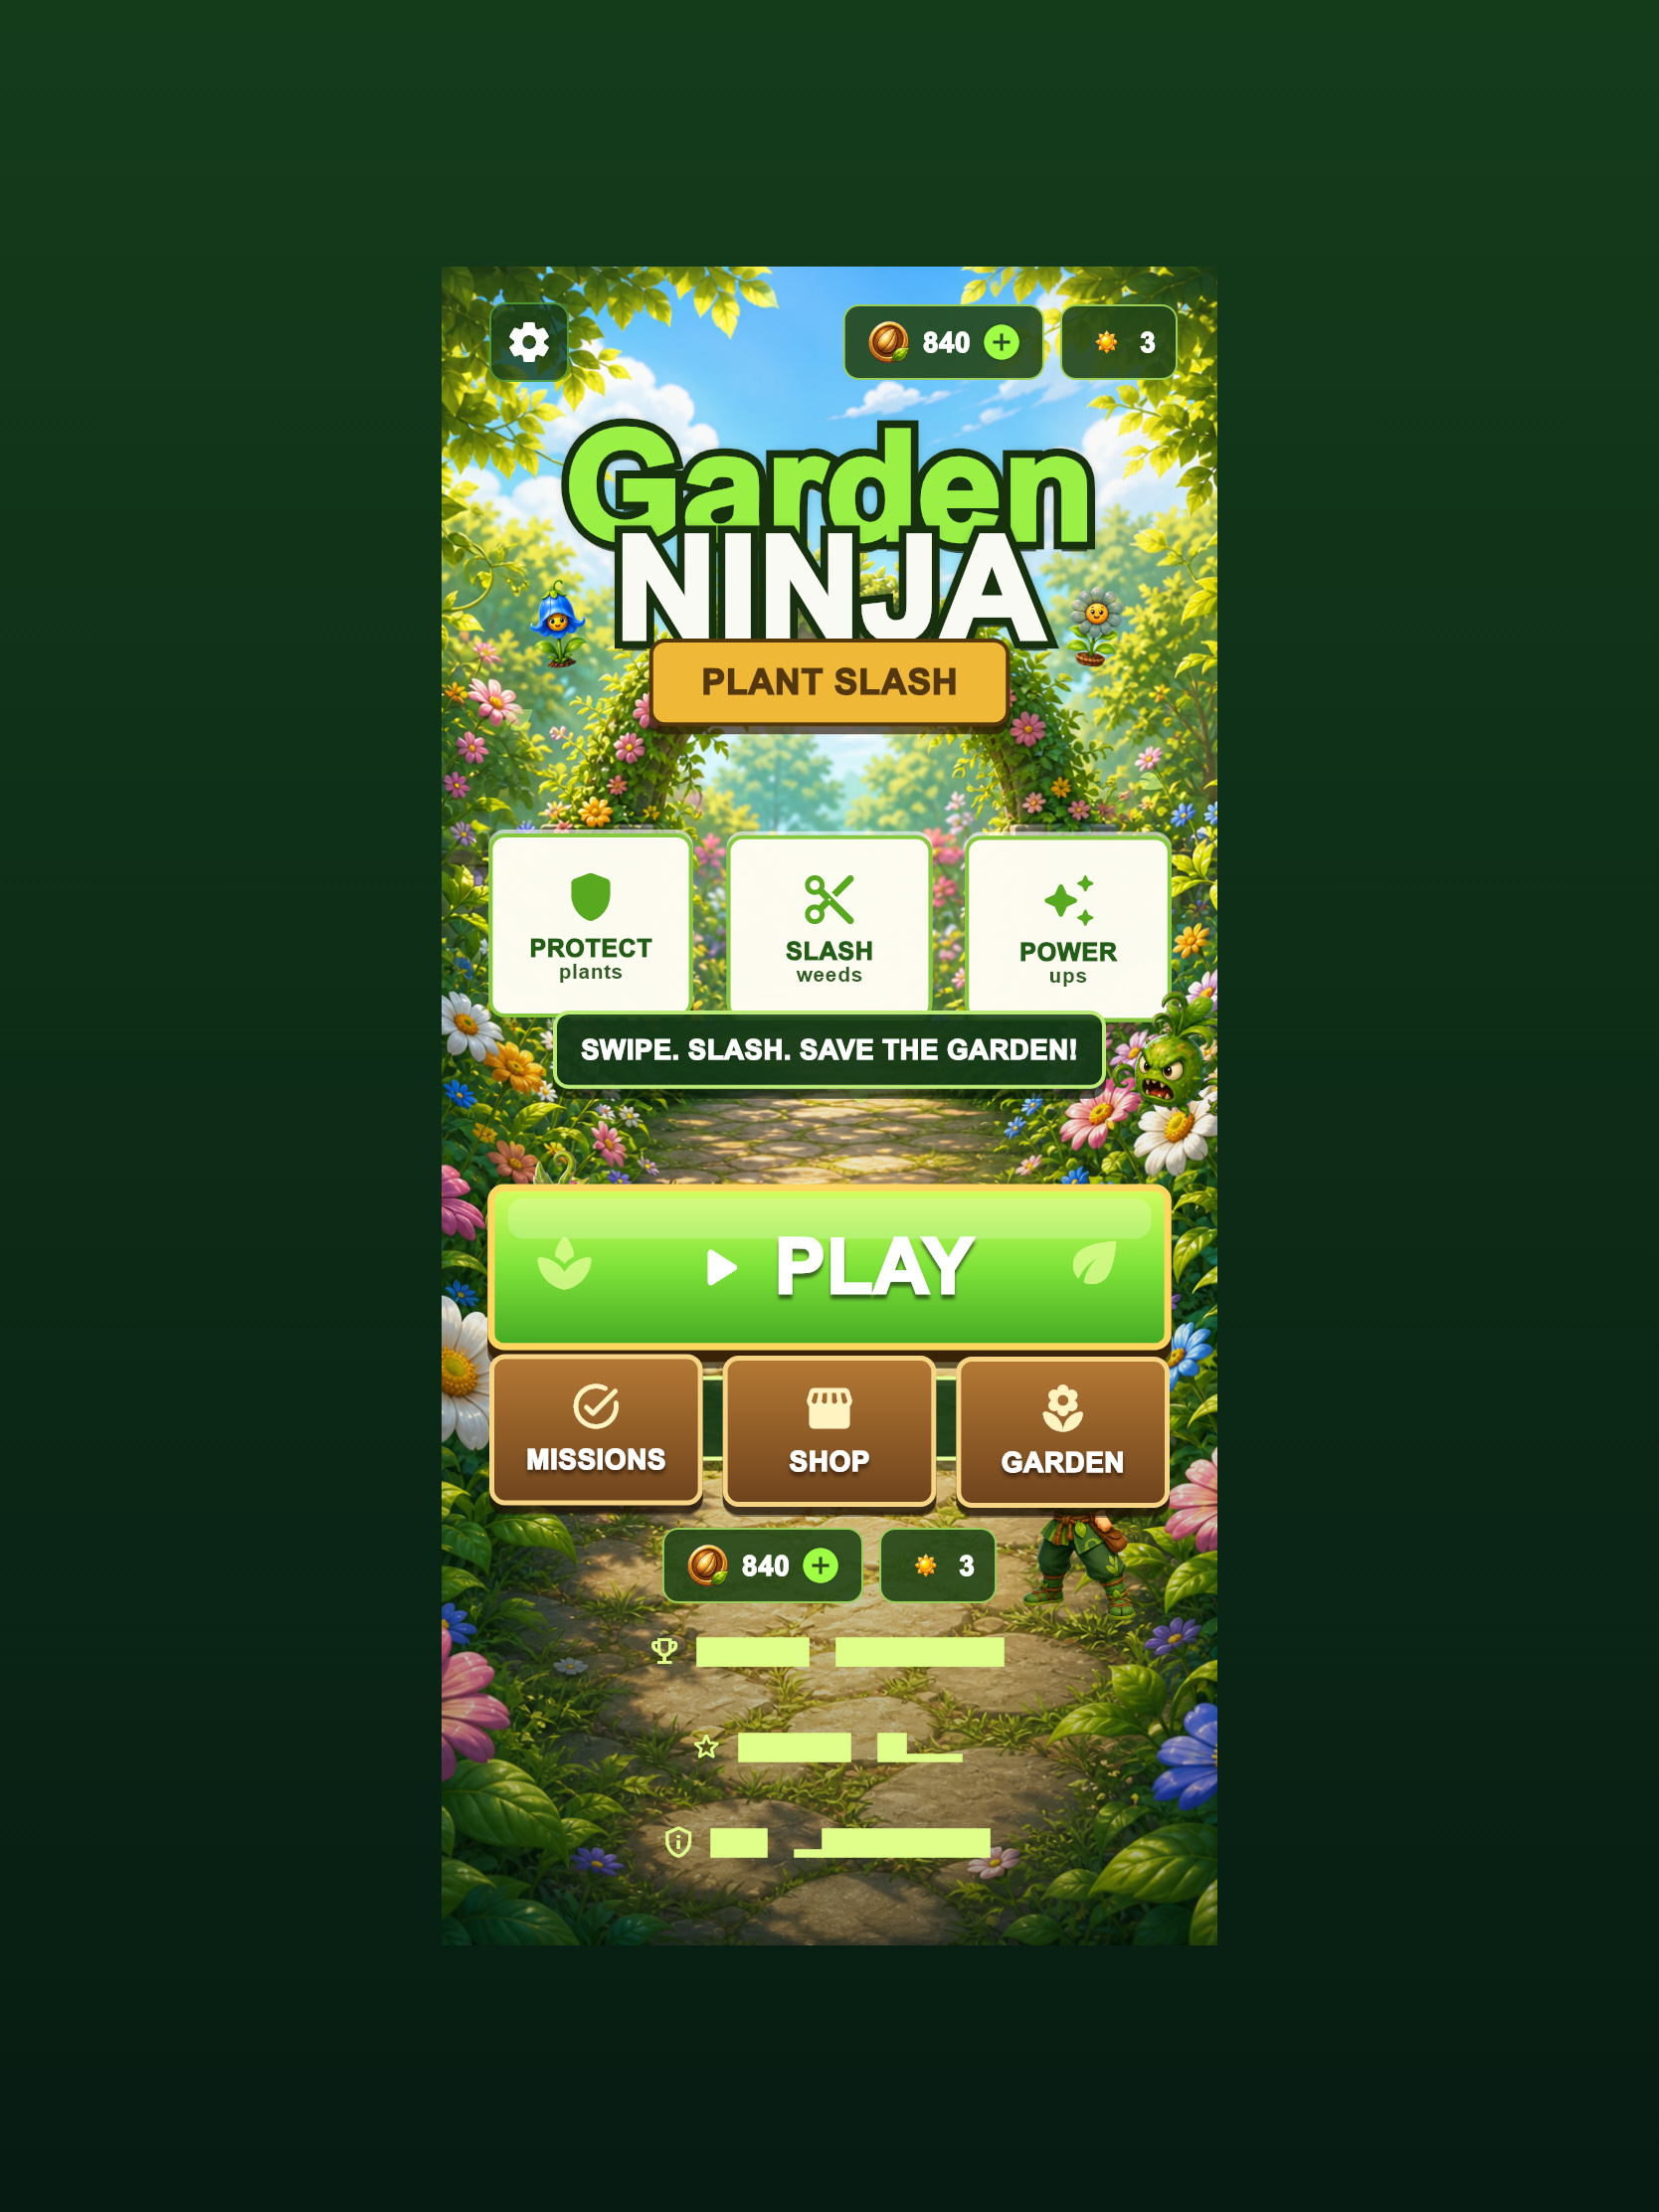 840 3
Garden
NINJA
PLANT SLASH
PROTECT
plants
SLASH
weeds
POWER
ups
SWIPE. SLASH. SAVE THE GARDEN!
PLAY
MISSIONS
SHOP
GARDEN
840 3